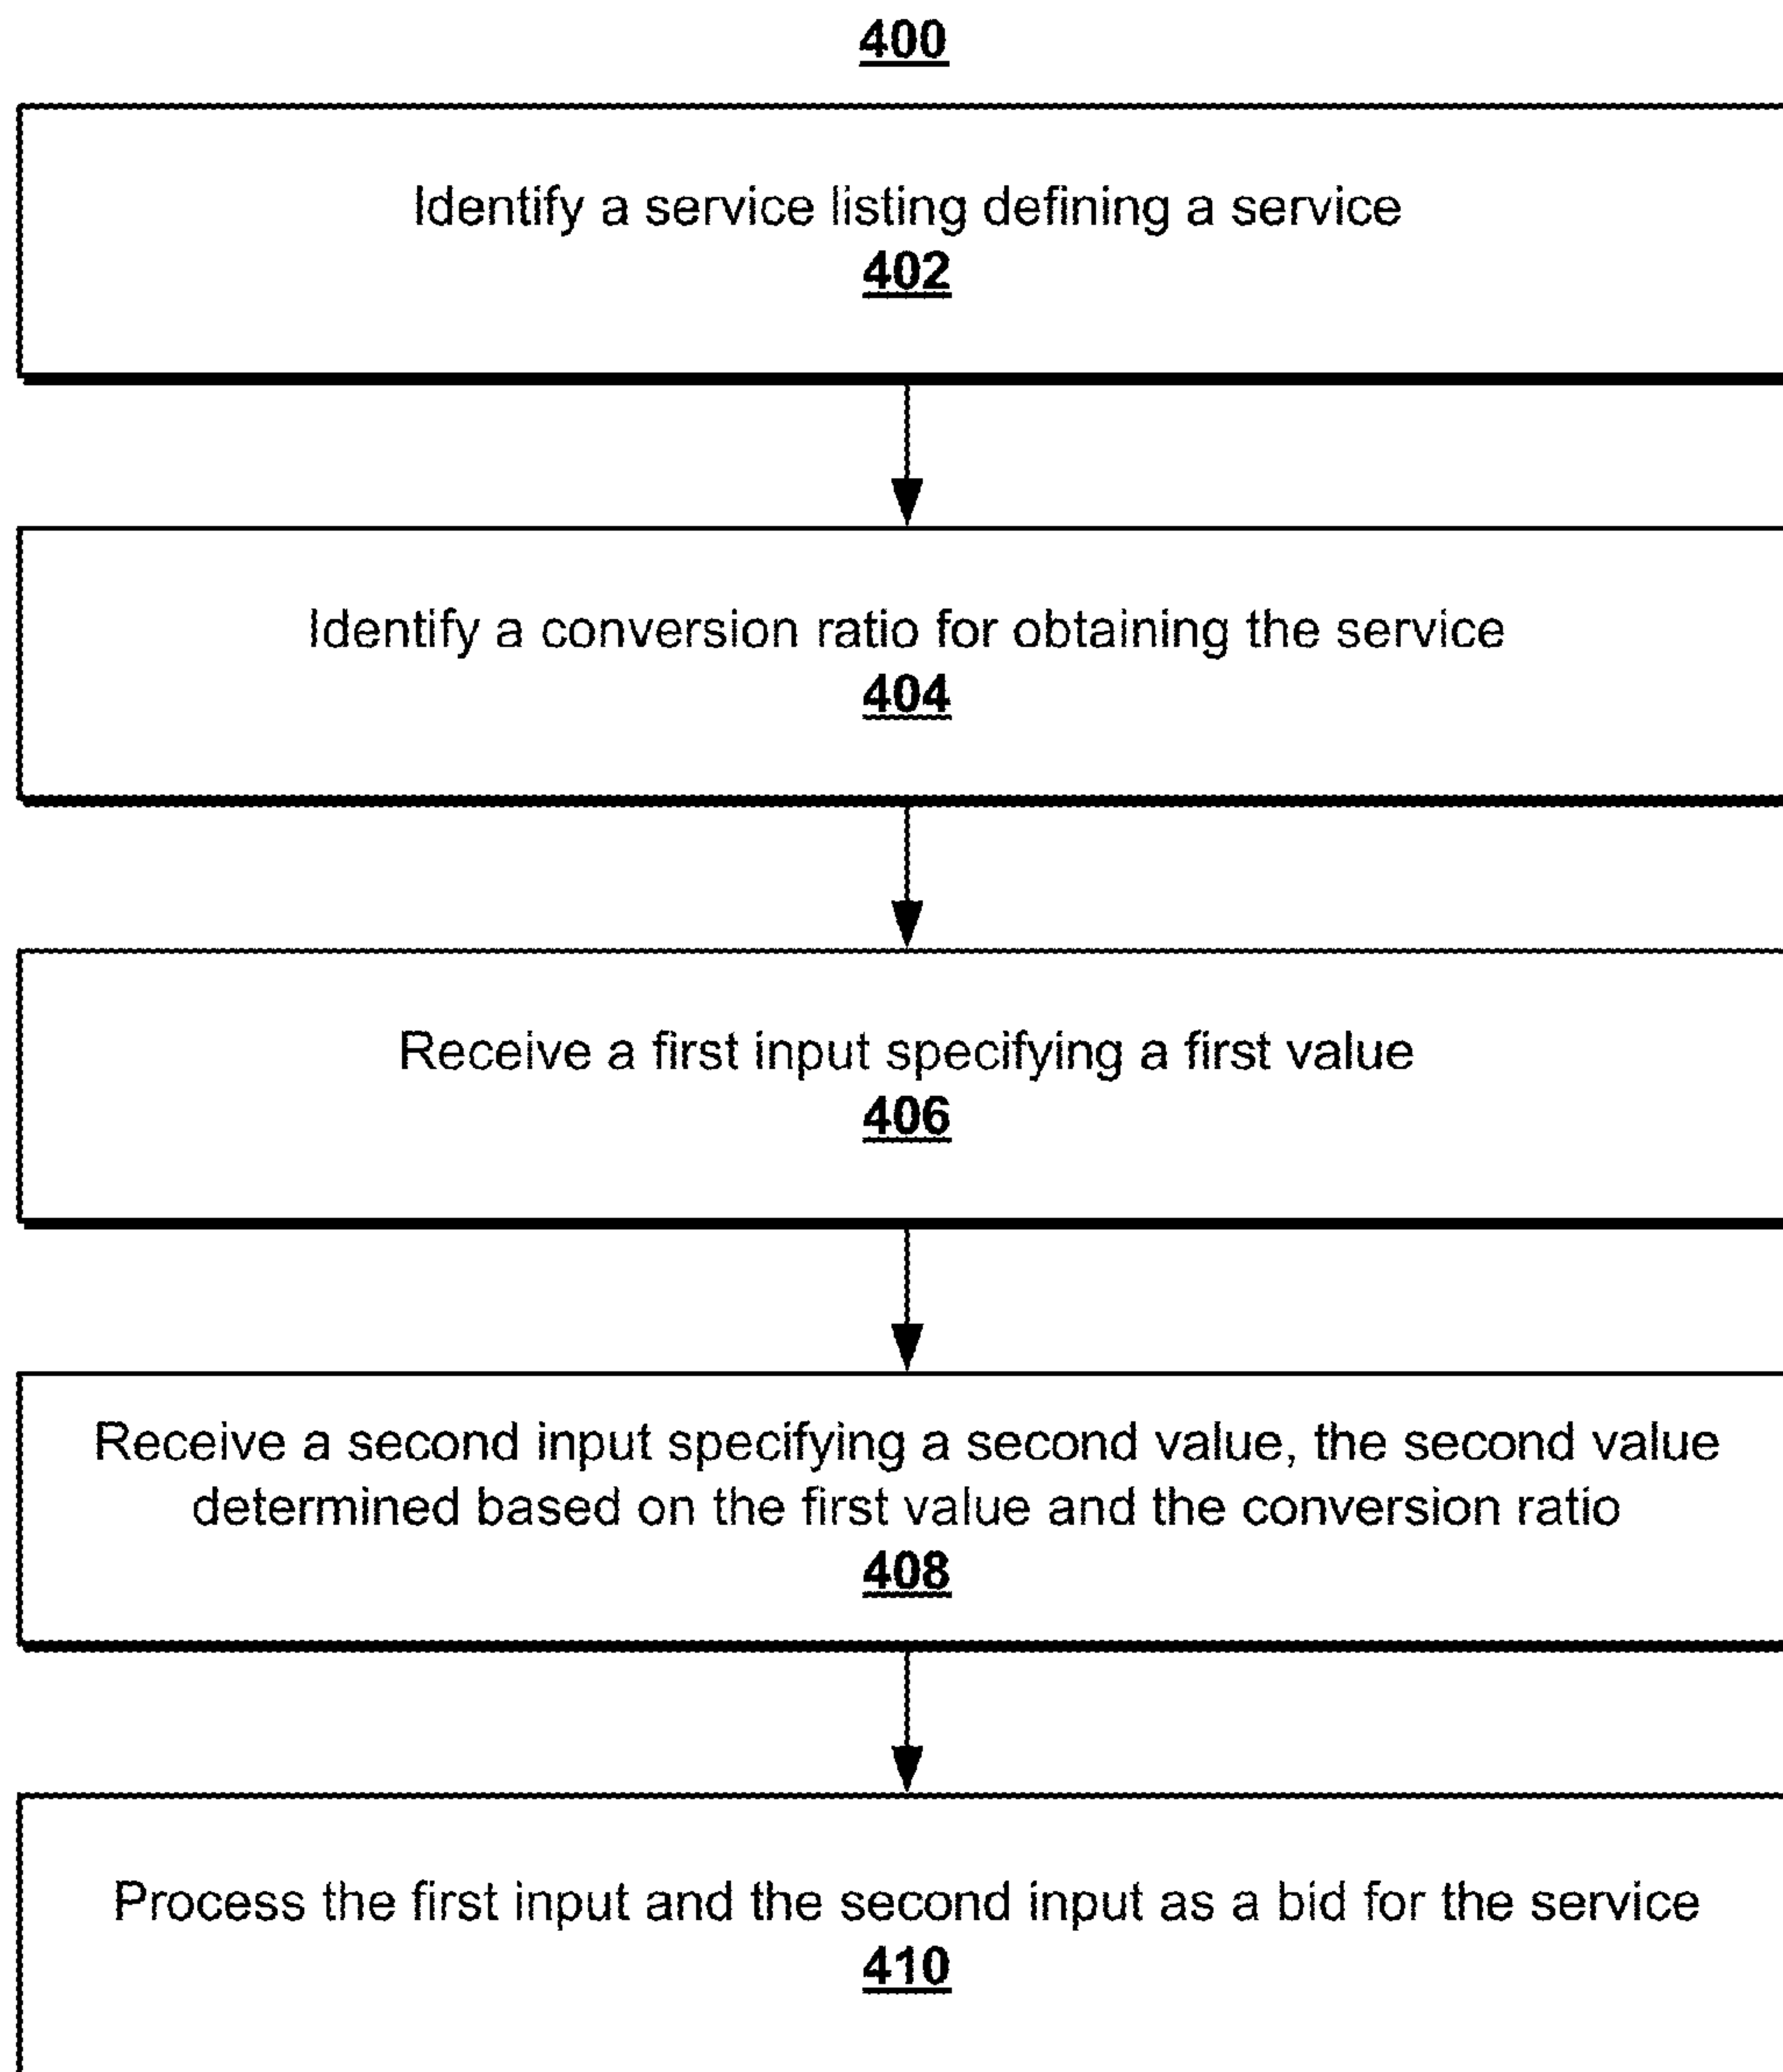 400
Identify a service listing defining a service
402
Identify a conversion ratio for obtaining the service
404
Receive a first input specifying a first value
406
Receive a second input specifying a second value, the second value
determined based on the first value and the conversion ratio
408
Process the first input and the second input as a bid for the service
410